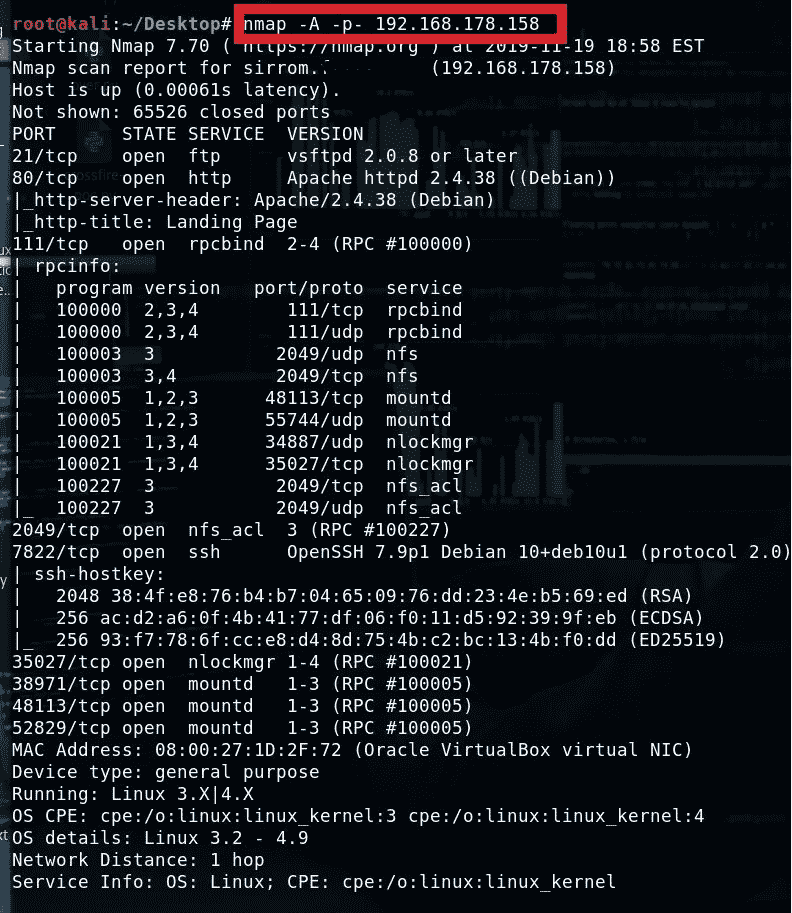 root@kali:~/Desktop# nmap -A -p- 192.168.178.158
Starting Nmap 7.70 ( https://nmap.org ) at 2019-11-19 18:58 EST
Nmap scan report for sirrom.. (192.168.178.158)
Host is up (0.00061s latency).
Not shown: 65526 closed ports
PORT      STATE SERVICE  VERSION
21/tcp    open  ftp      vsftpd 2.0.8 or later
80/tcp    open  http     Apache httpd 2.4.38 ((Debian))
|_http-server-header: Apache/2.4.38 (Debian)
|_http-title: Landing Page
111/tcp   open  rpcbind  2-4 (RPC #100000)
| rpcinfo:
|   program version   port/proto  service
|   100000  2,3,4        111/tcp  rpcbind
|   100000  2,3,4        111/udp  rpcbind
|   100003  3           2049/udp  nfs
|   100003  3,4         2049/tcp  nfs
|   100005  1,2,3      48113/tcp  mountd
|   100005  1,2,3      55744/udp  mountd
|   100021  1,3,4      34887/udp  nlockmgr
|   100021  1,3,4      35027/tcp  nlockmgr
|   100227  3           2049/tcp  nfs_acl
|_  100227  3           2049/udp  nfs_acl
2049/tcp  open  nfs_acl  3 (RPC #100227)
7822/tcp  open  ssh      OpenSSH 7.9p1 Debian 10+deb10u1 (protocol 2.0)
| ssh-hostkey:
|   2048 38:4f:e8:76:b4:b7:04:65:09:76:dd:23:4e:b5:69:ed (RSA)
|   256 ac:d2:a6:0f:4b:41:77:df:06:f0:11:d5:92:39:9f:eb (ECDSA)
|_  256 93:f7:78:6f:cc:e8:d4:8d:75:4b:c2:bc:13:4b:f0:dd (ED25519)
35027/tcp open  nlockmgr 1-4 (RPC #100021)
38971/tcp open  mountd   1-3 (RPC #100005)
48113/tcp open  mountd   1-3 (RPC #100005)
52829/tcp open  mountd   1-3 (RPC #100005)
MAC Address: 08:00:27:1D:2F:72 (Oracle VirtualBox virtual NIC)
Device type: general purpose
Running: Linux 3.X|4.X
OS CPE: cpe:/o:linux:linux_kernel:3 cpe:/o:linux:linux_kernel:4
OS details: Linux 3.2 - 4.9
Network Distance: 1 hop
Service Info: OS: Linux; CPE: cpe:/o:linux:linux_kernel